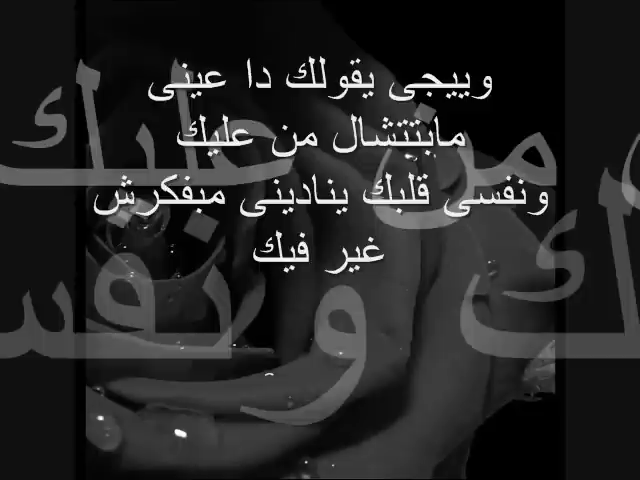 وييجى يقولك دا عينى
مابتتشال من عليك
ونفسى قلبك ينادينى مبفكرش
غير فيك